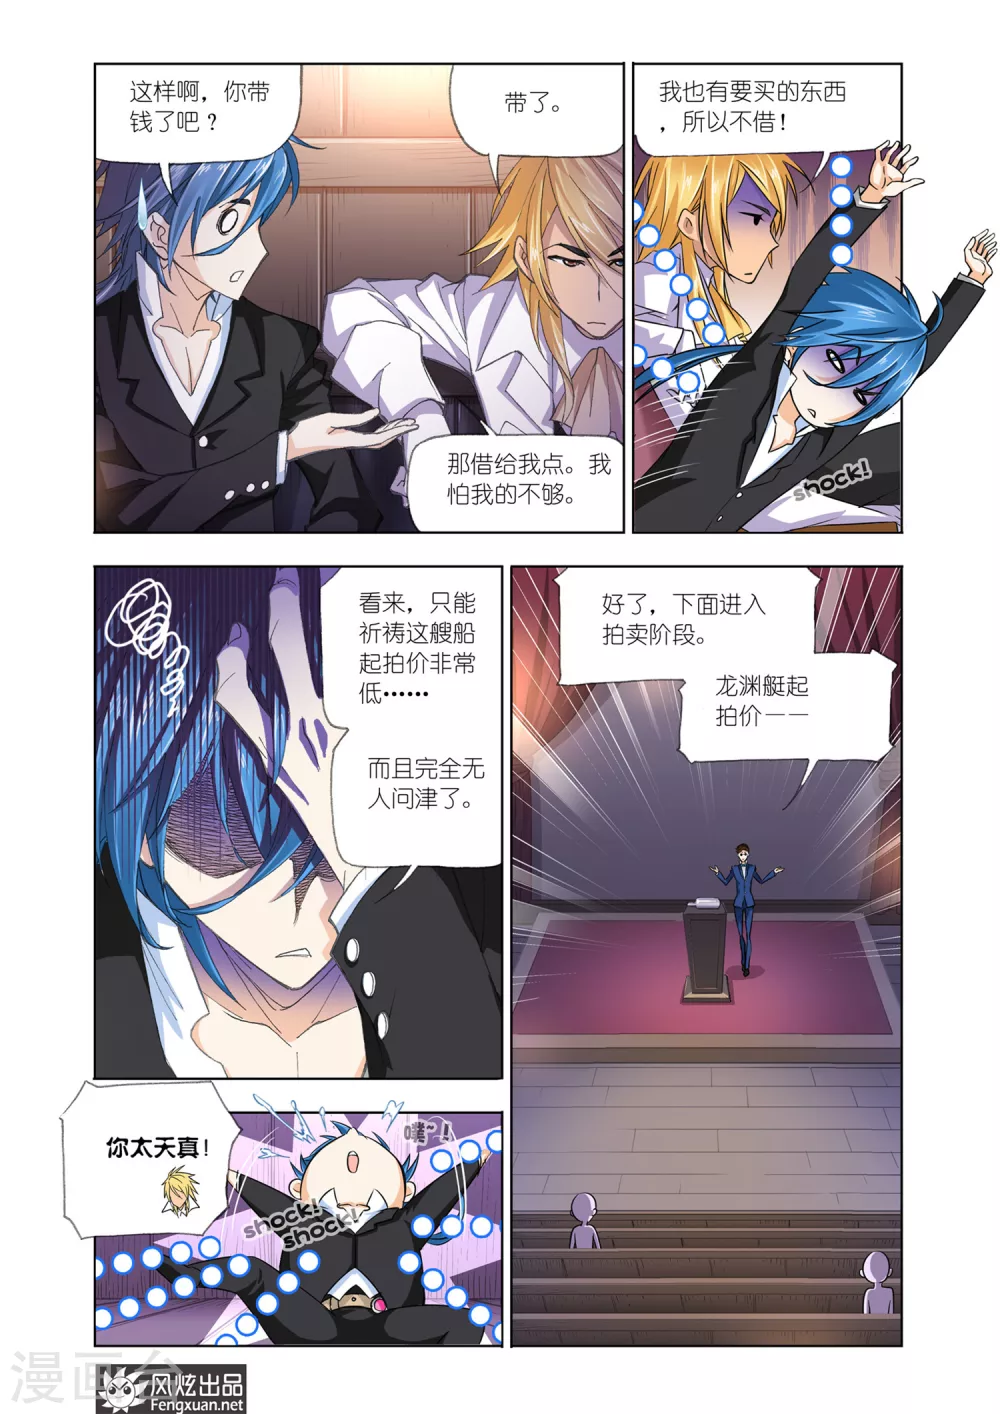 这样啊，你带
钱了吧？
带了。
那借给我点。我
怕我的不够。
我也有要买的东西
，所以不借！
shock!
看来，只能
祈祷这艘船
起拍价非常
低……
而且完全无
人问津了。
好了，下面进入
拍卖阶段。
龙渊艇起
拍价——
你太天真！
噗~！
shock!
shock!
漫画台
风炫出品
Fengxuan.net